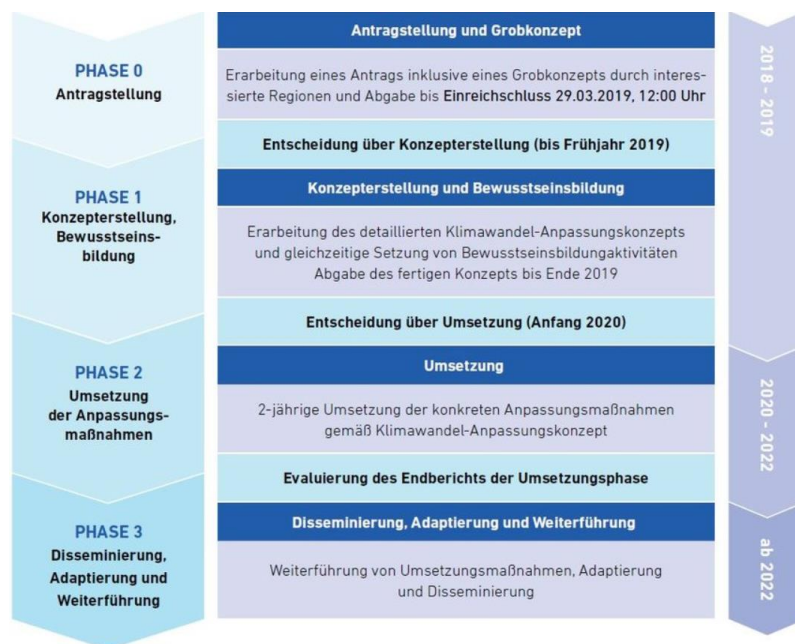 PHASE 0
Antragstellung
Antragstellung und Grobkonzept
Erarbeitung eines Antrags inklusive eines Grobkonzepts durch interes-
sierte Regionen und Abgabe bis Einreichschluss 29.03.2019, 12:00 Uhr
Entscheidung über Konzepterstellung (bis Frühjahr 2019)
2018 - 2019
PHASE 1
Konzepterstellung,
Bewusstseins-
bildung
Konzepterstellung und Bewusstseinsbildung
Erarbeitung des detaillierten Klimawandel-Anpassungskonzepts
und gleichzeitige Setzung von Bewusstseinsbildungaktivitäten
Abgabe des fertigen Konzepts bis Ende 2019
Entscheidung über Umsetzung (Anfang 2020)
PHASE 2
Umsetzung
der Anpassungs-
maßnahmen
Umsetzung
2-jährige Umsetzung der konkreten Anpassungsmaßnahmen
gemäß Klimawandel-Anpassungskonzept
Evaluierung des Endberichts der Umsetzungsphase
2020 - 2022
PHASE 3
Disseminierung,
Adaptierung und
Weiterführung
Disseminierung, Adaptierung und Weiterführung
Weiterführung von Umsetzungsmaßnahmen, Adaptierung
und Disseminierung
ab 2022